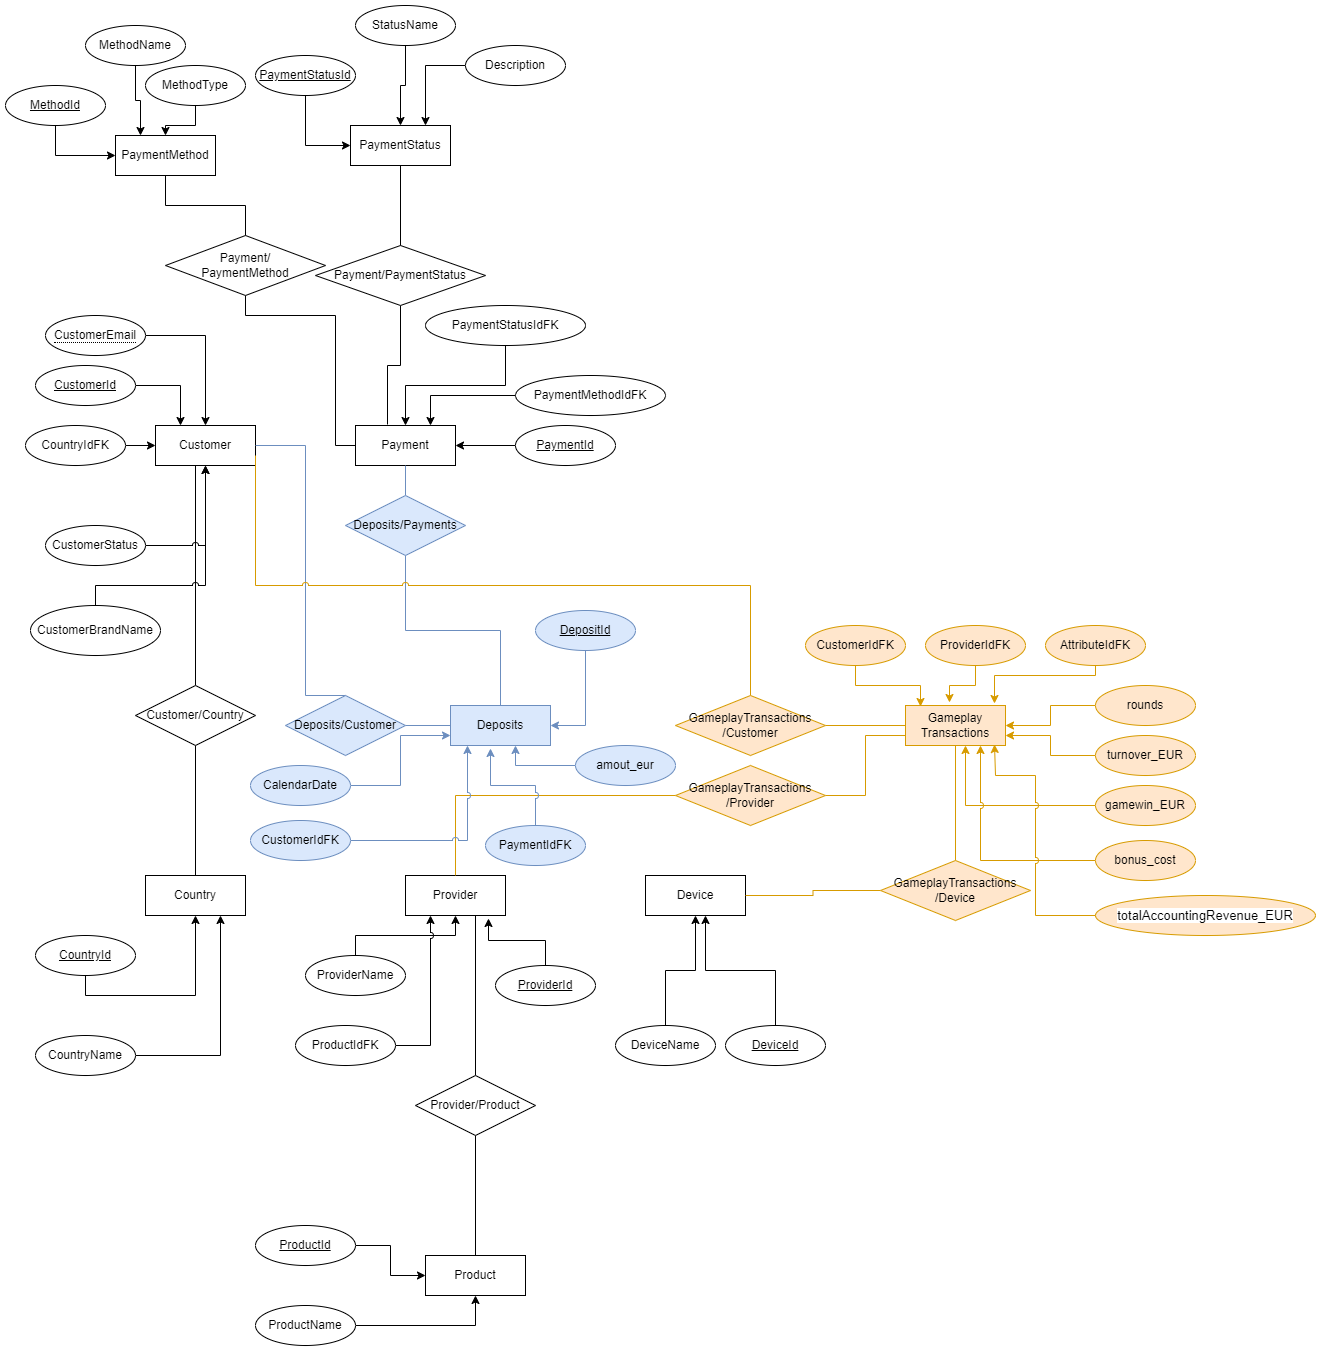 StatusName
MethodName
Description
PaymentStatusId
MethodType
MethodId
PaymentMethod
PaymentStatus
Payment/
PaymentMethod
Payment/PaymentStatus
CustomerEmail
PaymentStatusIdFK
CustomerId
PaymentMethodIdFK
CountryIdFK
Customer
Payment
PaymentId
Deposits/Payments
CustomerStatus
CustomerBrandName
DepositId
CustomerIdFK
ProviderIdFK
AttributeIdFK
rounds
Customer/Country
Deposits/Customer
Deposits
GameplayTransactions
/Customer
Gameplay
Transactions
turnover_EUR
amout_eur
CalendarDate
GameplayTransactions
/Provider
gamewin_EUR
CustomerIdFK
PaymentIdFK
bonus_cost
Country
Provider
Device
GameplayTransactions
/Device
totalAccountingRevenue_EUR
CountryId
ProviderName
ProviderId
CountryName
ProductIdFK
DeviceName
DeviceId
Provider/Product
ProductId
Product
ProductName